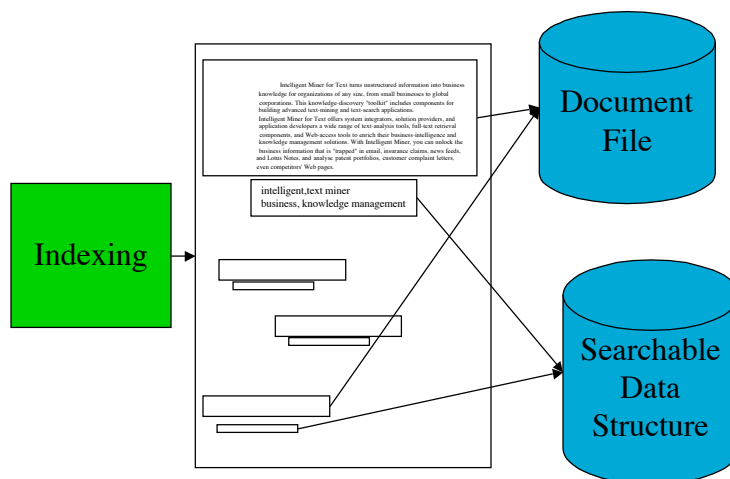 Intelligent Miner for Text turns unstructured information into business
knowledge for organizations of any size, from small businesses to global
corporations. This knowledge-discovery "toolkit" includes components for
building advanced text-mining and text-search applications.
Intelligent Miner for Text offers system integrators, solution providers, and
application developers a wide range of text-analysis tools, full-text retrieval
components, and Web-access tools to enrich their business-intelligence and
knowledge management solutions. With Intelligent Miner, you can unlock the
business information that is "trapped" in email, insurance claims, news feeds,
and Lotus Notes, and analyse patent portfolios, customer complaint letters,
even competitors' Web pages.
intelligent,text miner
business, knowledge management
Indexing
Document
File
Searchable
Data
Structure